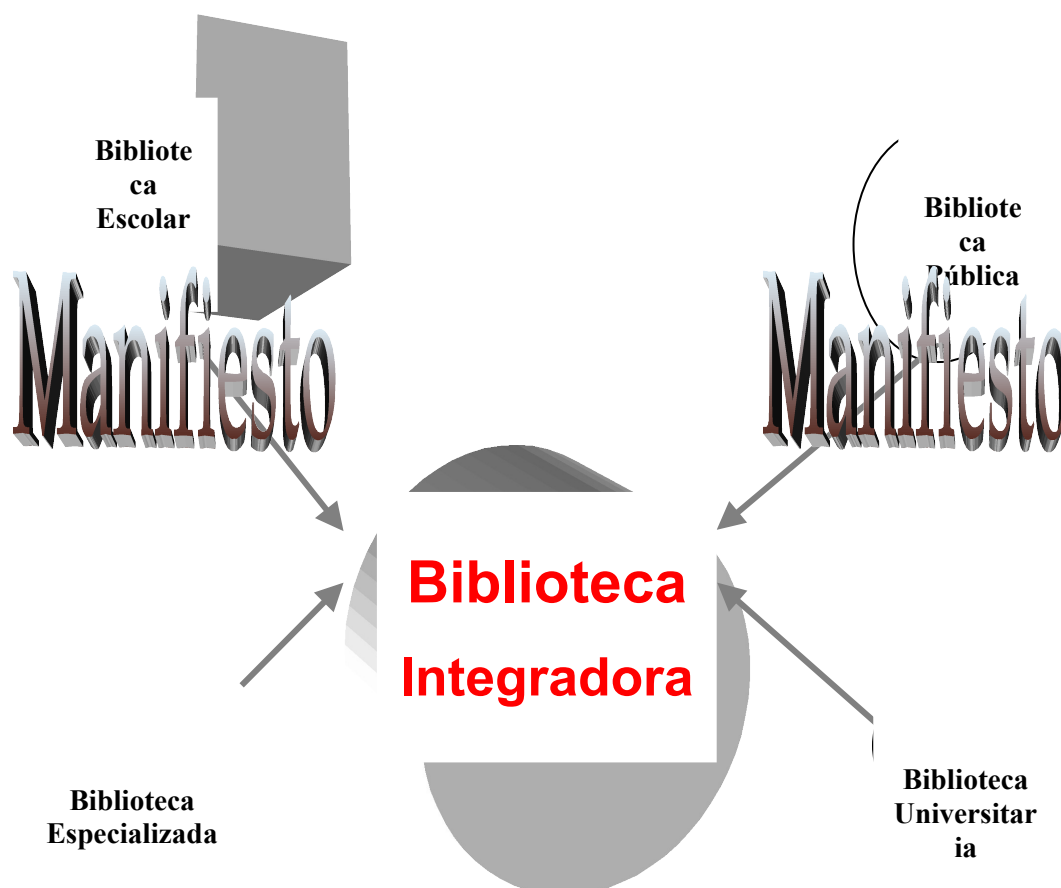 Bibliote
ca
Escolar
Manifiesto
Bibliote
ca
Pública
Manifiesto
Biblioteca
Integradora
Biblioteca
Especializada
Biblioteca
Universitar
ia